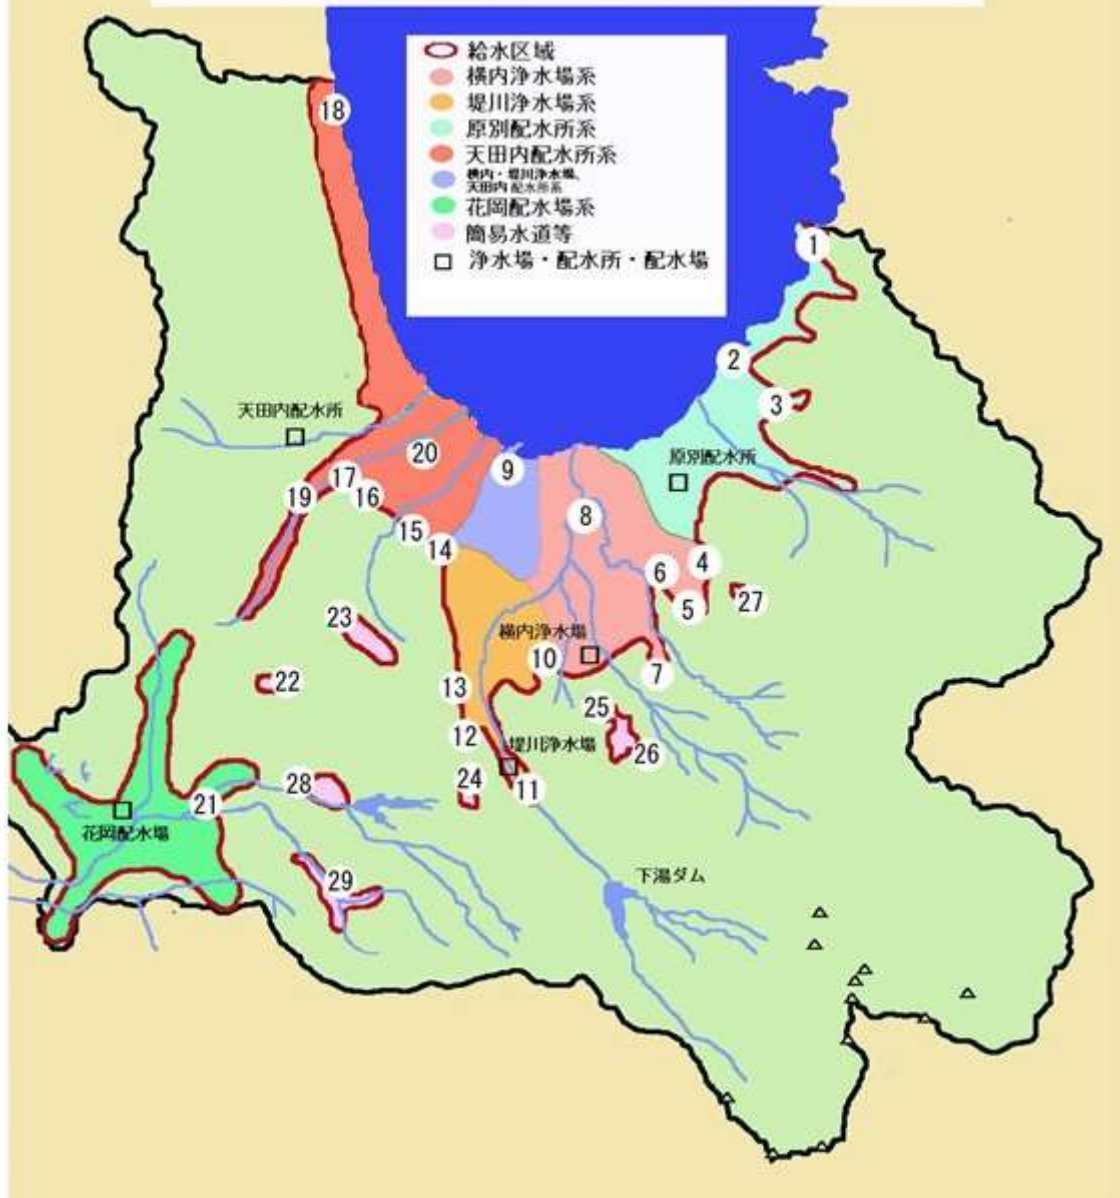 給水区域
横内浄水場系
堤川浄水場系
原別配水所系
天田内配水所系
横内・堤川浄水場、
天田内配水所系
花岡配水場系
簡易水道等
浄水場・配水所・配水場
18
1
2
3
天田内配水所
20
9
原別配水所
17
16
19
8
15
14
6
4
27
5
23
横内浄水場
10
7
22
13
25
12
堤川浄水場
26
24
11
28
21
花岡配水場
29
下湯ダム